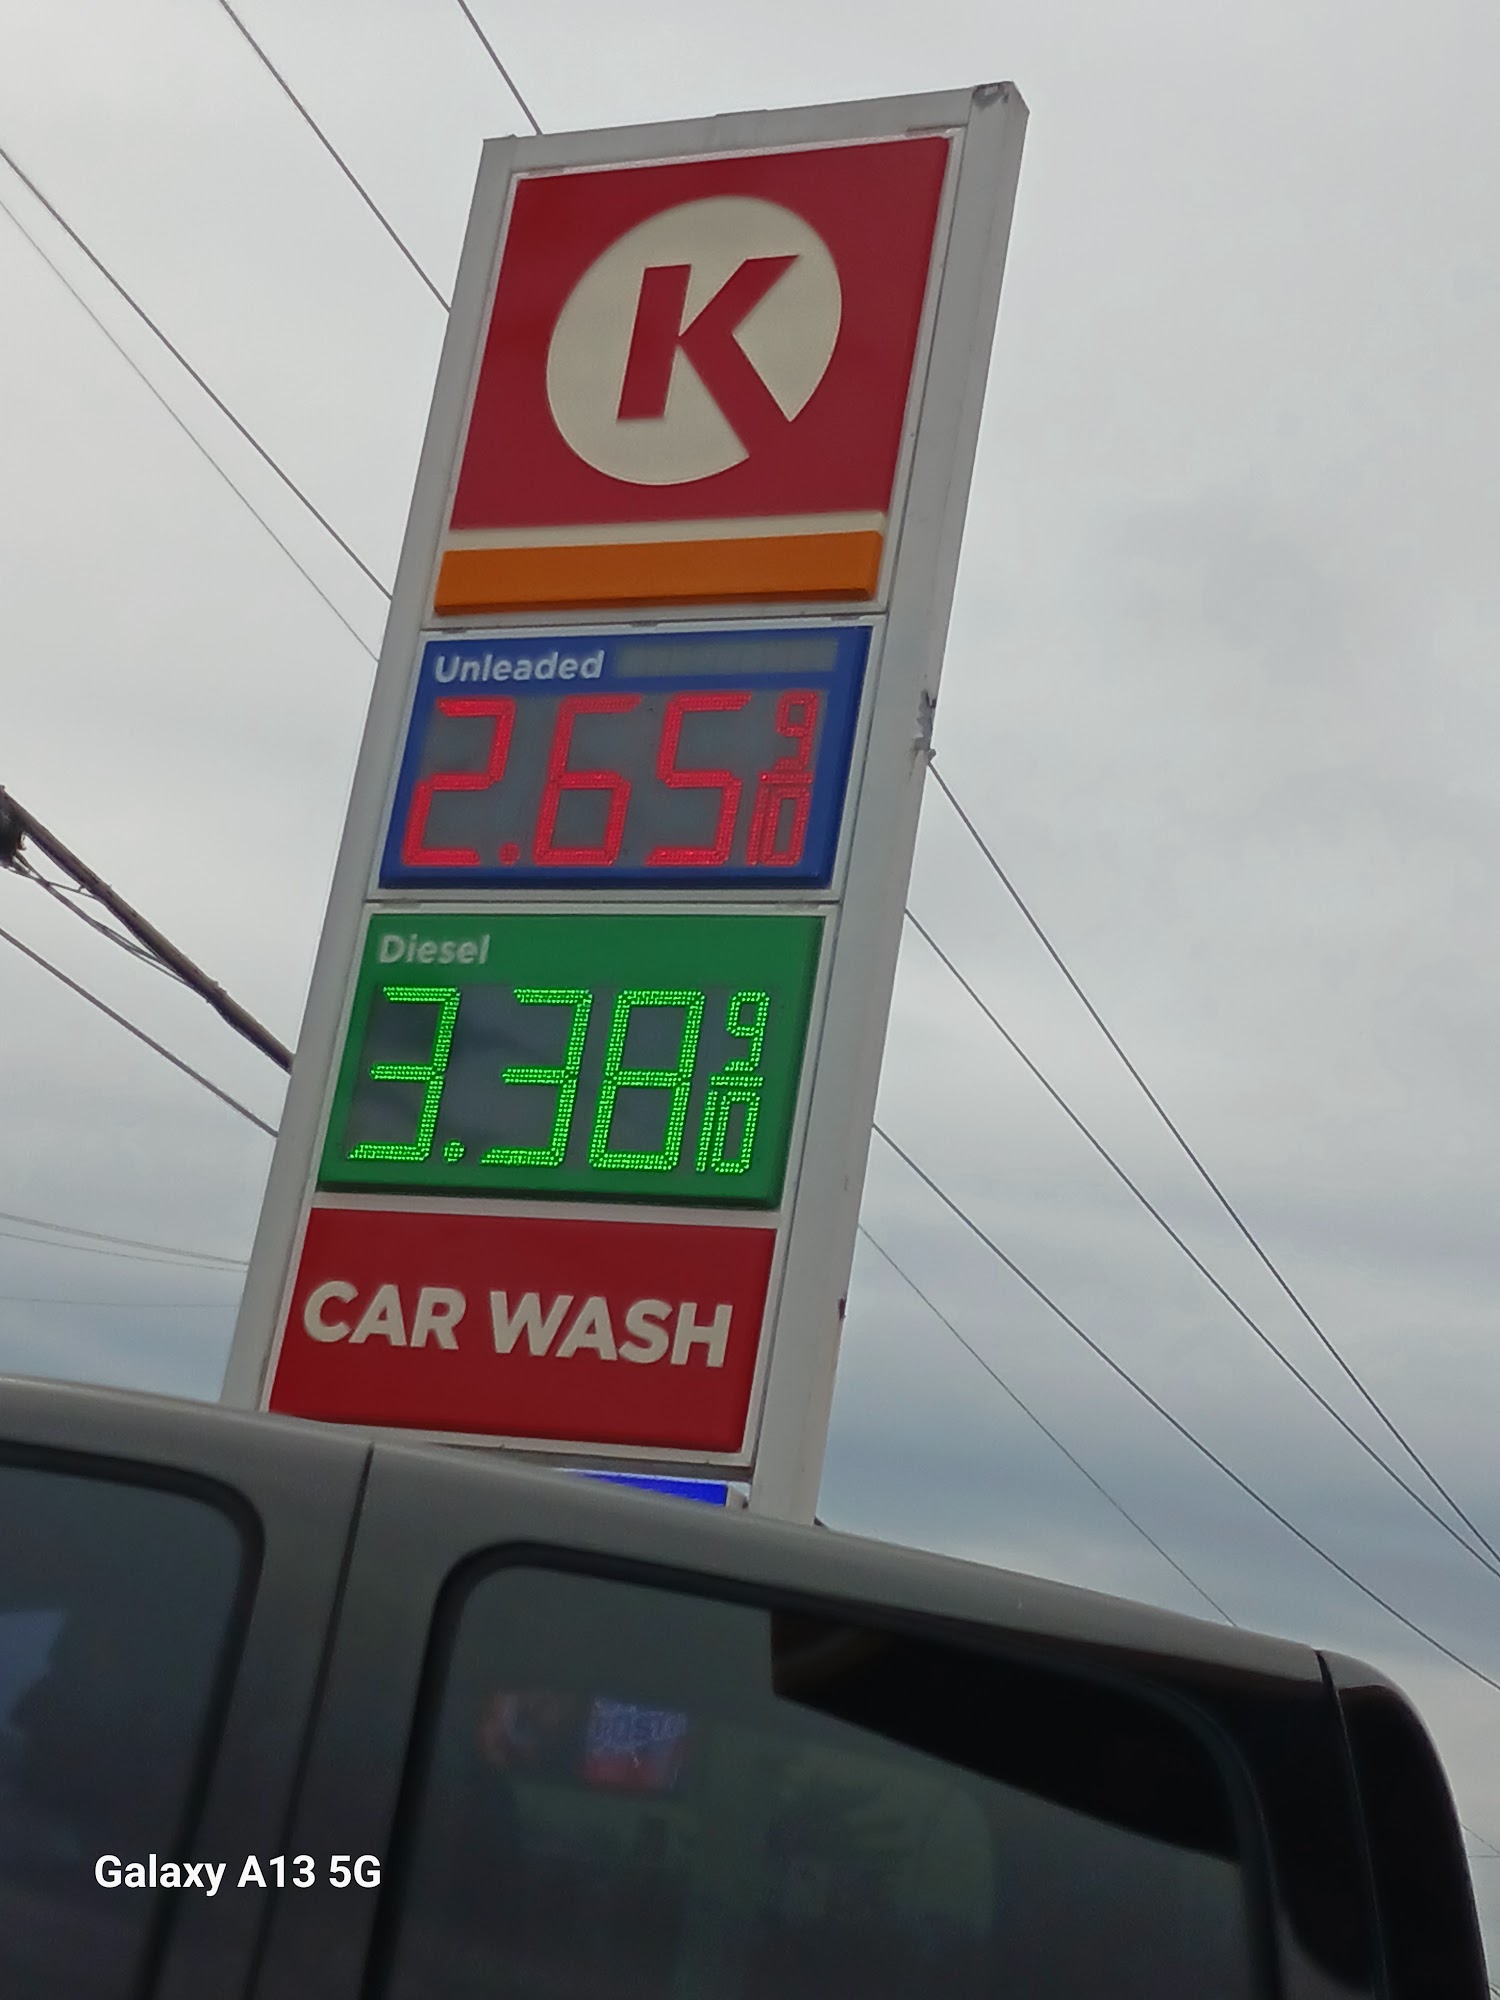 K
Unleaded
2.65 9/10
Diesel
3.38 9/10
CAR WASH
Galaxy A13 5G